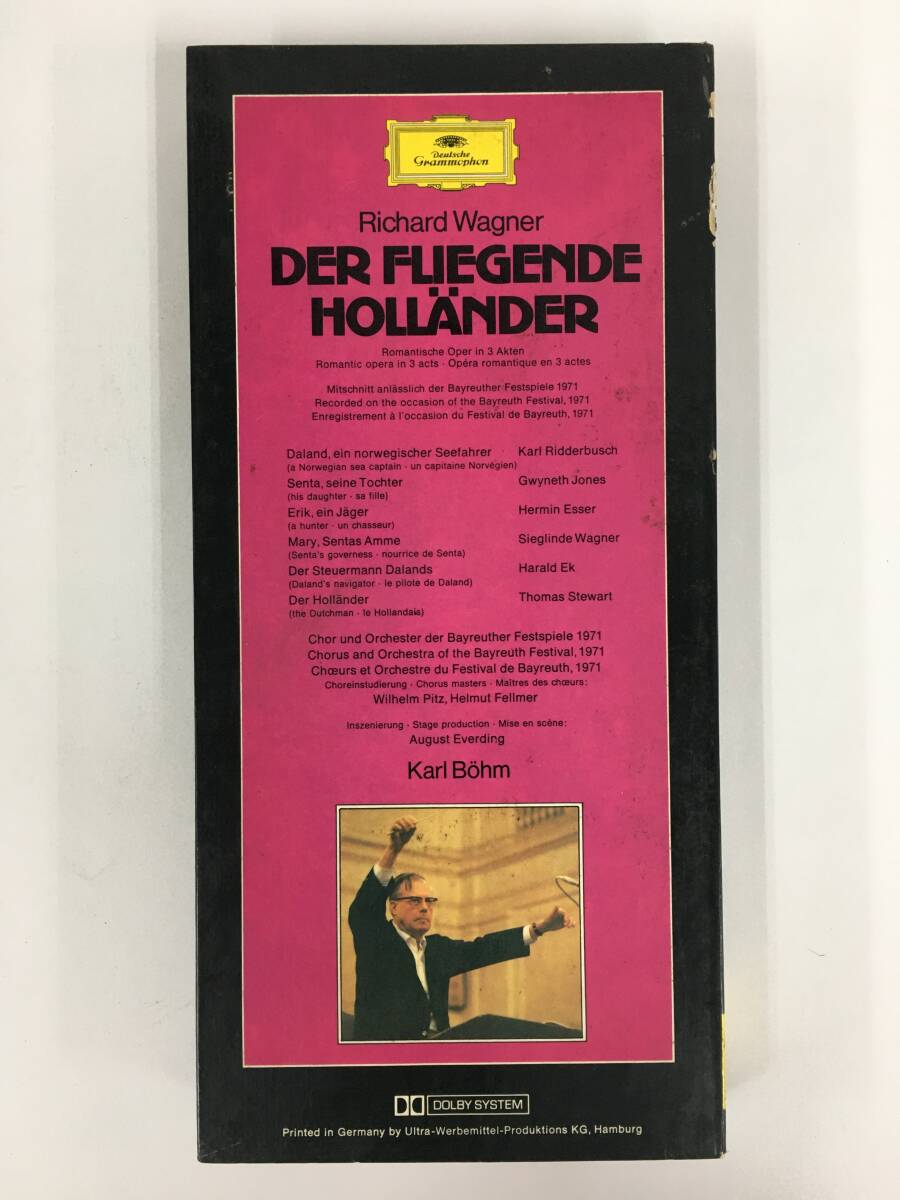 Deutsche
Grammophon
Richard Wagner
DER FLIEGENDE
HOLLÄNDER
Romantische Oper in 3 Akten
Romantic opera in 3 acts · Opéra romantique en 3 actes
Mitschnitt anlässlich der Bayreuther Festspiele 1971
Recorded on the occasion of the Bayreuth Festival, 1971
Enregistrement à l'occasion du Festival de Bayreuth, 1971
Daland, ein norwegischer Seefahrer Karl Ridderbusch
(a Norwegian sea captain · un capitaine Norvégien)
Senta, seine Tochter Gwyneth Jones
(his daughter · sa fille)
Erik, ein Jäger Hermin Esser
(a hunter · un chasseur)
Mary, Sentas Amme Sieglinde Wagner
(Senta's governess · nourrice de Senta)
Der Steuermann Dalands Harald Ek
(Daland's navigator · le pilote de Daland)
Der Holländer Thomas Stewart
(the Dutchman · le Hollandais)
Chor und Orchester der Bayreuther Festspiele 1971
Chorus and Orchestra of the Bayreuth Festival, 1971
Chœurs et Orchestre du Festival de Bayreuth, 1971
Choreinstudierung · Chorus masters · Maîtres des chœurs:
Wilhelm Pitz, Helmut Fellmer
Inszenierung · Stage production · Mise en scène:
August Everding
Karl Böhm
DOLBY SYSTEM
Printed in Germany by Ultra-Werbemittel-Produktions KG, Hamburg